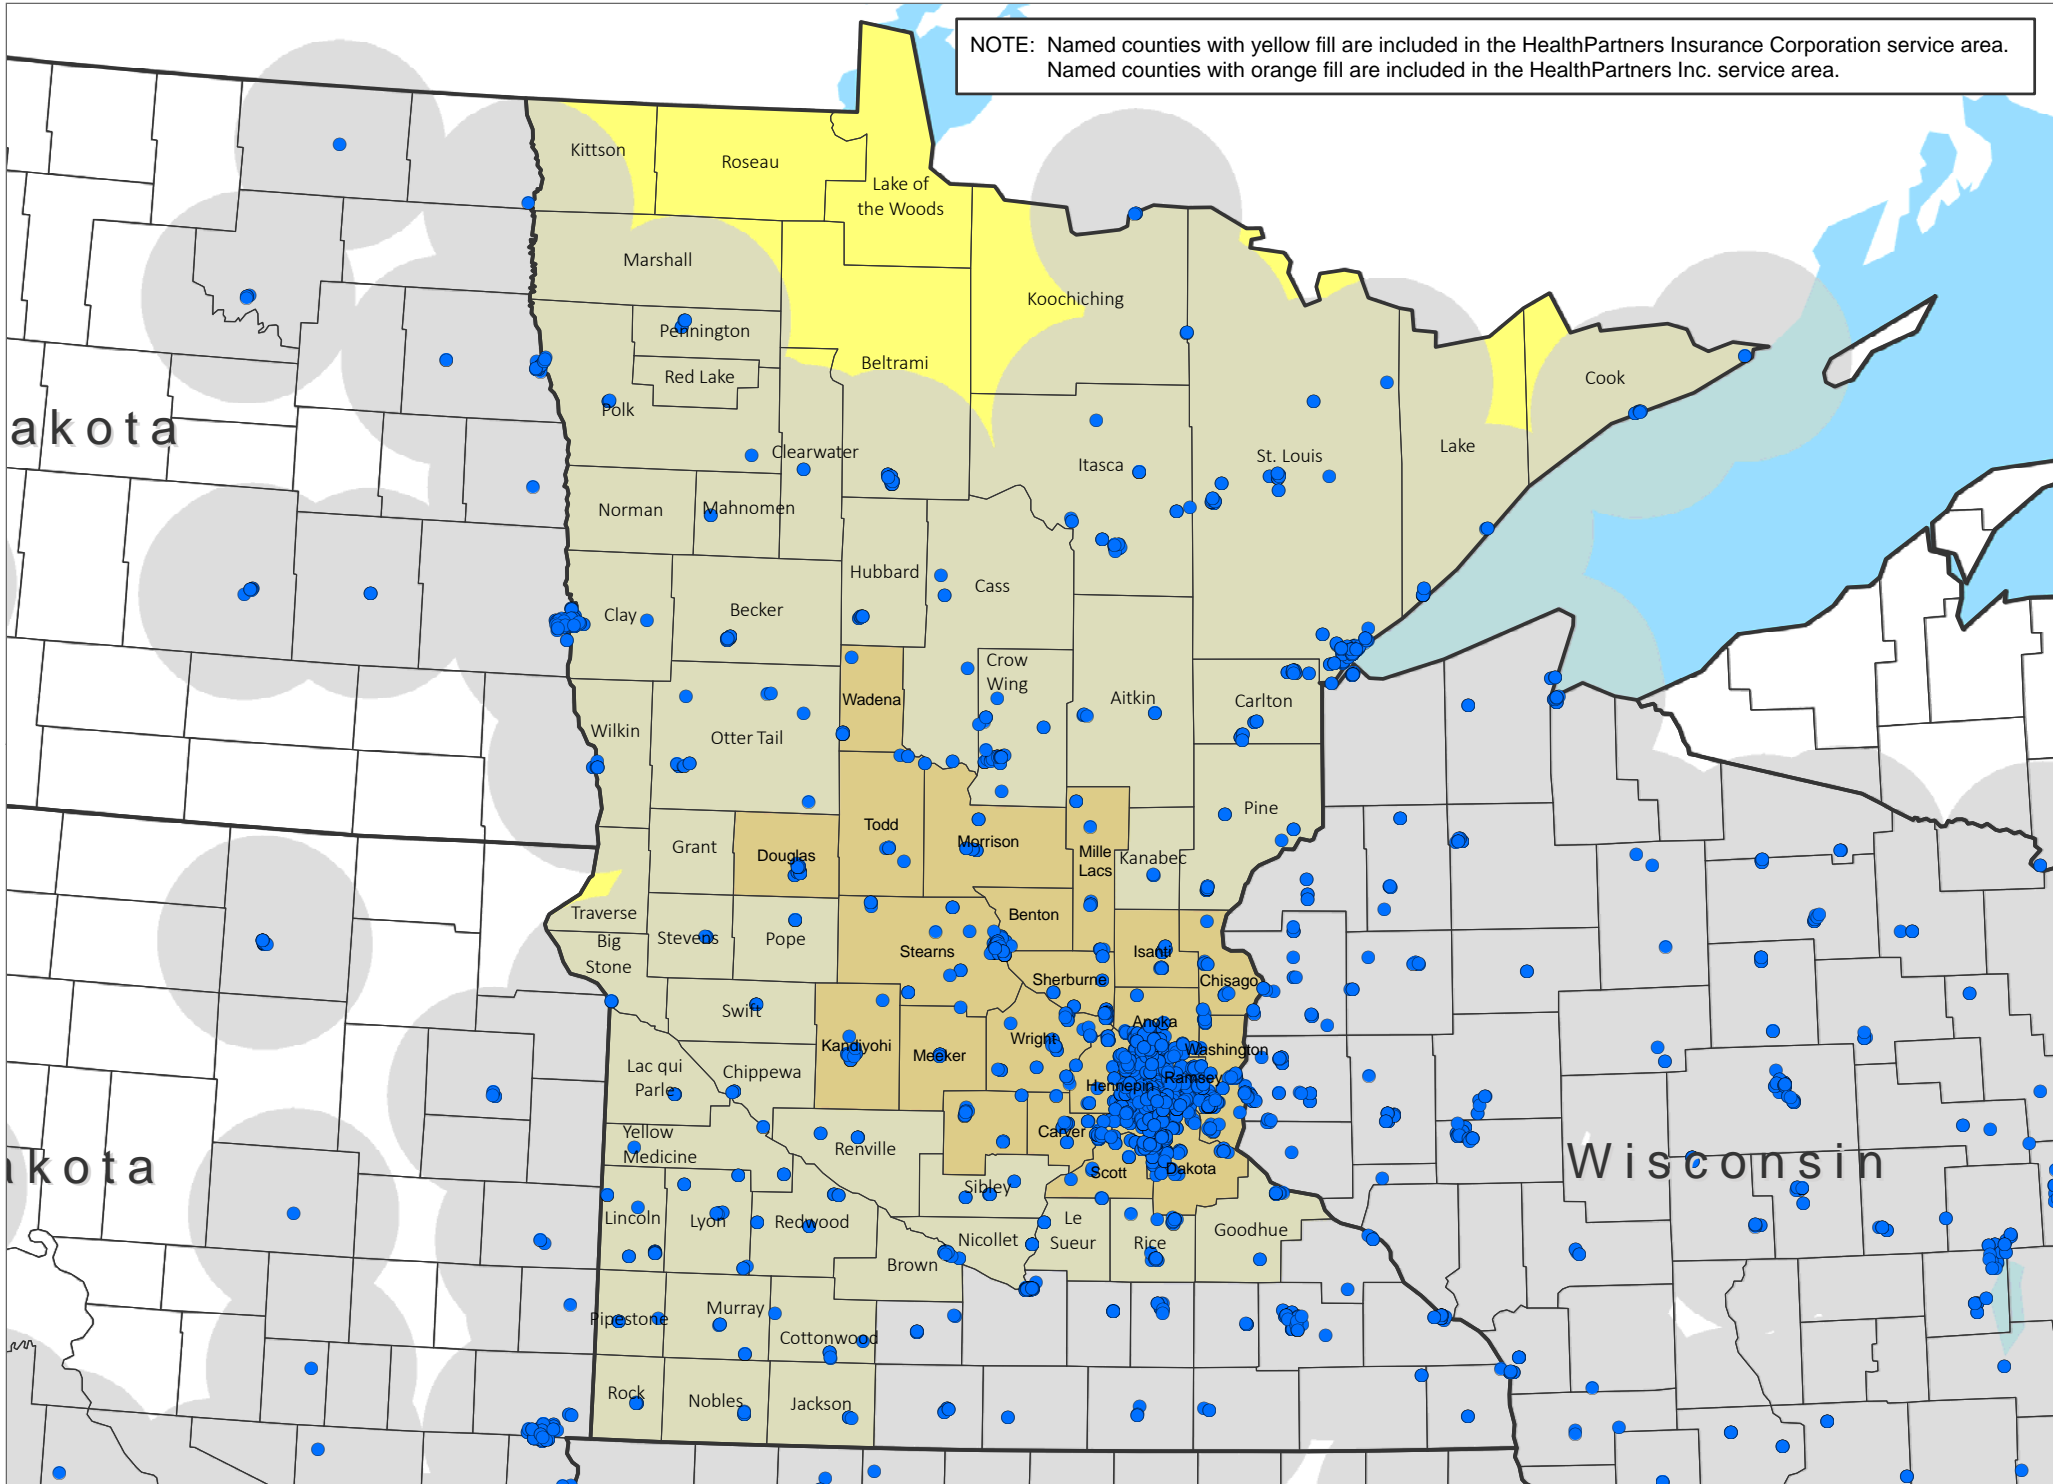 NOTE: Named counties with yellow fill are included in the HealthPartners Insurance Corporation service area.
Named counties with orange fill are included in the HealthPartners Inc. service area.
Kittson
Roseau
Lake of
the Woods
Marshall
Koochiching
Pennington
Beltrami
Red Lake
Cook
Polk
akota
Clearwater
Itasca
St. Louis
Lake
Norman
Mahnomen
Hubbard
Cass
Clay
Becker
Crow
Wing
Wadena
Aitkin
Carlton
Wilkin
Otter Tail
Pine
Todd
Morrison
Grant
Douglas
Mille
Lacs
Kanabec
Traverse
Benton
Big
Stone
Stevens
Pope
Stearns
Isanti
Sherburne
Chisago
Swift
Anoka
Wright
Kandiyohi
Meeker
Washington
Lac qui
Parle
Chippewa
Hennepin
Ramsey
Yellow
Medicine
Renville
Carver
akota
Wisconsin
Scott
Dakota
Sibley
Lincoln
Lyon
Redwood
Le
Sueur
Nicollet
Rice
Goodhue
Brown
Pipestone
Murray
Cottonwood
Rock
Nobles
Jackson